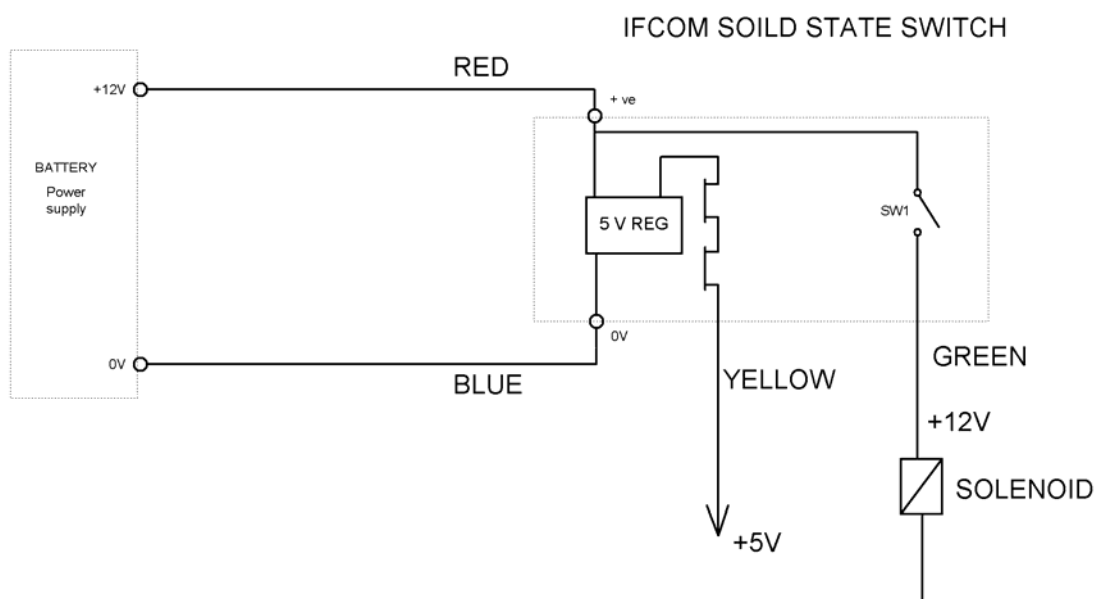 IFCOM SOILD STATE SWITCH
RED
+12V
+ ve
BATTERY
Power
supply
5 V REG
SW1
0V
0V
BLUE
YELLOW
GREEN
+12V
SOLENOID
+5V